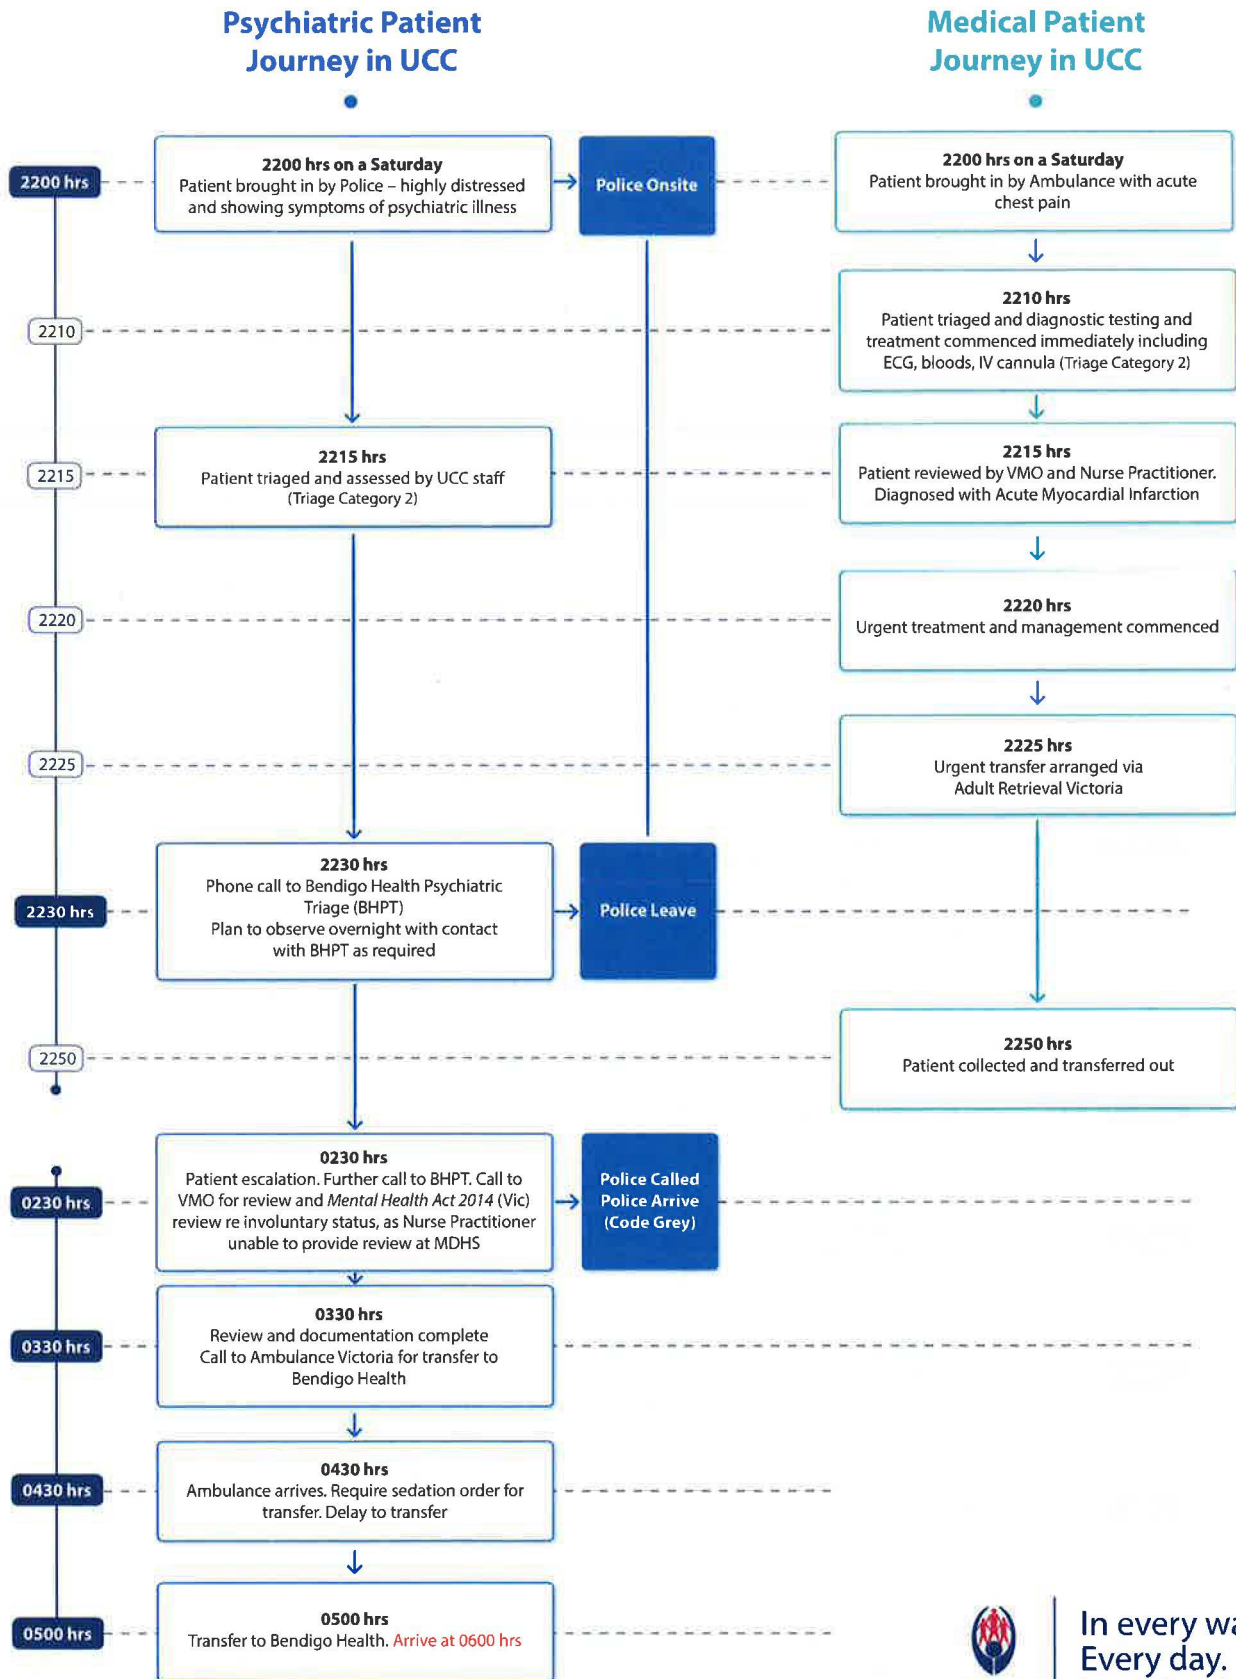 Psychiatric Patient
Journey in UCC
Medical Patient
Journey in UCC
2200 hrs
2200 hrs on a Saturday
Patient brought in by Police – highly distressed
and showing symptoms of psychiatric illness
Police Onsite
2200 hrs on a Saturday
Patient brought in by Ambulance with acute
chest pain
2210
2210 hrs
Patient triaged and diagnostic testing and
treatment commenced immediately including
ECG, bloods, IV cannula (Triage Category 2)
2215
2215 hrs
Patient triaged and assessed by UCC staff
(Triage Category 2)
2215 hrs
Patient reviewed by VMO and Nurse Practitioner.
Diagnosed with Acute Myocardial Infarction
2220
2220 hrs
Urgent treatment and management commenced
2225
2225 hrs
Urgent transfer arranged via
Adult Retrieval Victoria
2230 hrs
2230 hrs
Phone call to Bendigo Health Psychiatric
Triage (BHPT)
Plan to observe overnight with contact
with BHPT as required
Police Leave
2250
2250 hrs
Patient collected and transferred out
0230 hrs
0230 hrs
Patient escalation. Further call to BHPT. Call to
VMO for review and Mental Health Act 2014 (Vic)
review re involuntary status, as Nurse Practitioner
unable to provide review at MDHS
Police Called
Police Arrive
(Code Grey)
0330 hrs
0330 hrs
Review and documentation complete
Call to Ambulance Victoria for transfer to
Bendigo Health
0430 hrs
0430 hrs
Ambulance arrives. Require sedation order for
transfer. Delay to transfer
0500 hrs
0500 hrs
Transfer to Bendigo Health. Arrive at 0600 hrs
In every wa
Every day.